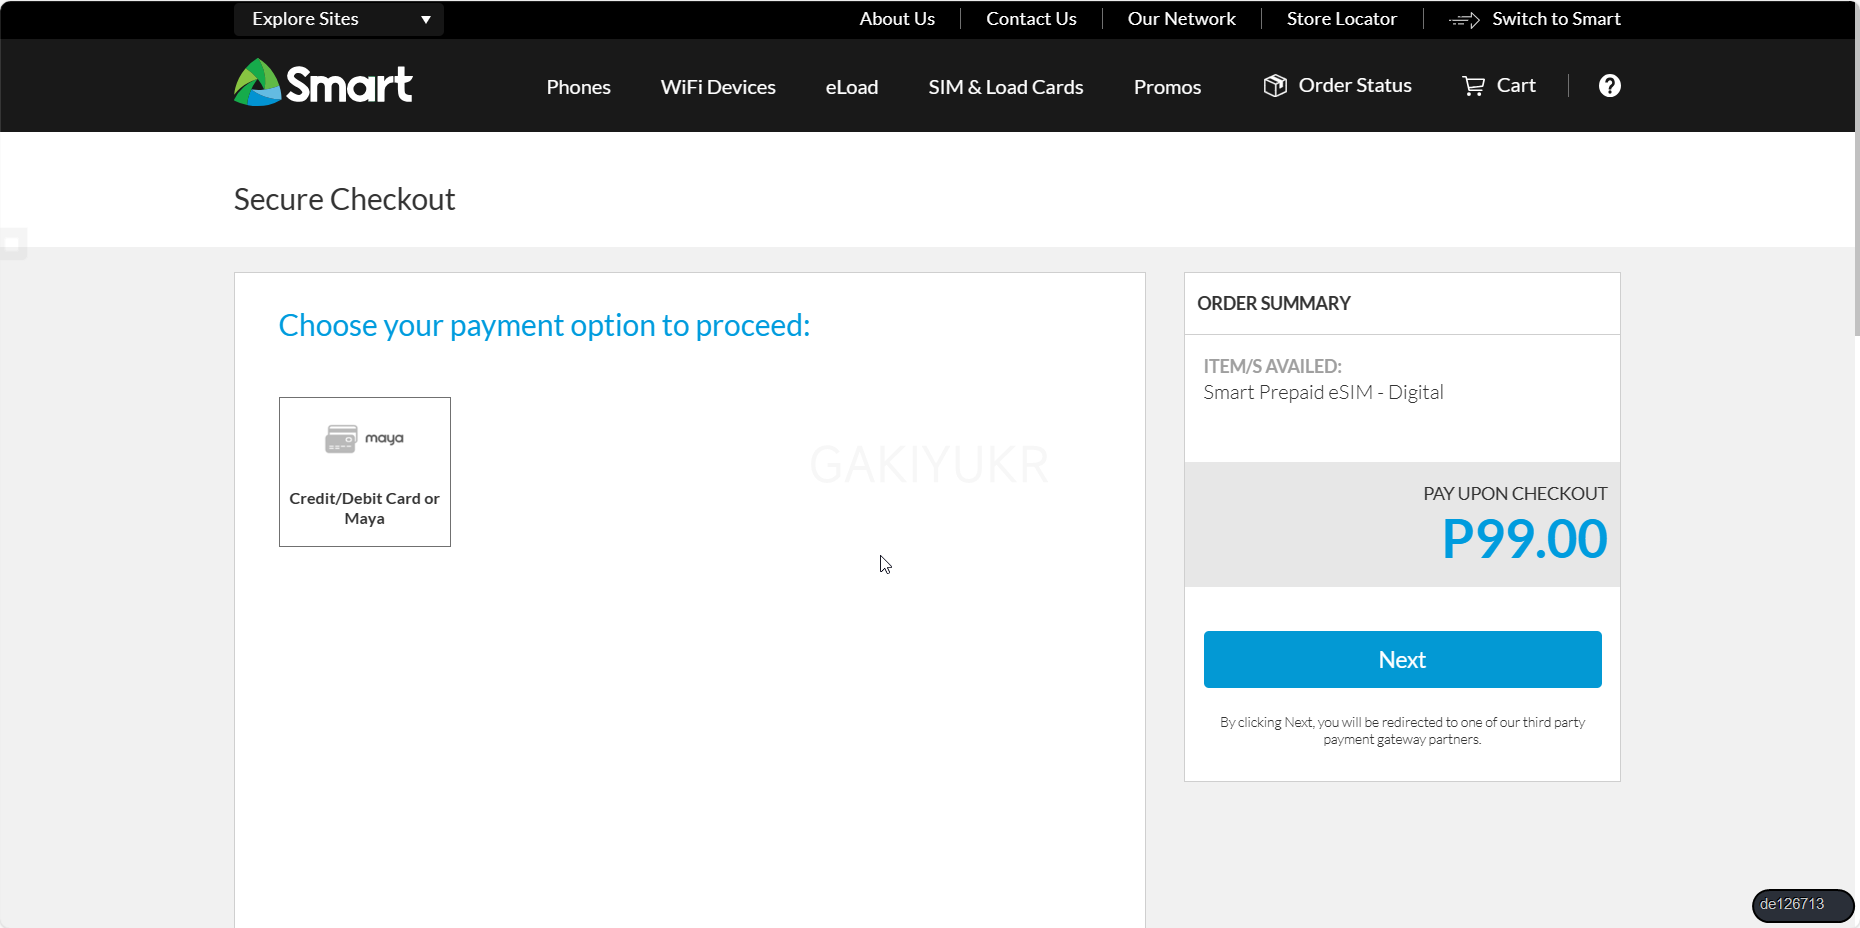 Explore Sites ▼
About Us
Contact Us
Our Network
Store Locator
Switch to Smart
Smart
Phones
WiFi Devices
eLoad
SIM & Load Cards
Promos
Order Status
Cart
?
Secure Checkout
Choose your payment option to proceed:
maya
Credit/Debit Card or
Maya
GAKIYUKR
ORDER SUMMARY
ITEM/S AVAILED:
Smart Prepaid eSIM - Digital
PAY UPON CHECKOUT
P99.00
Next
By clicking Next, you will be redirected to one of our third party
payment gateway partners.
de126713